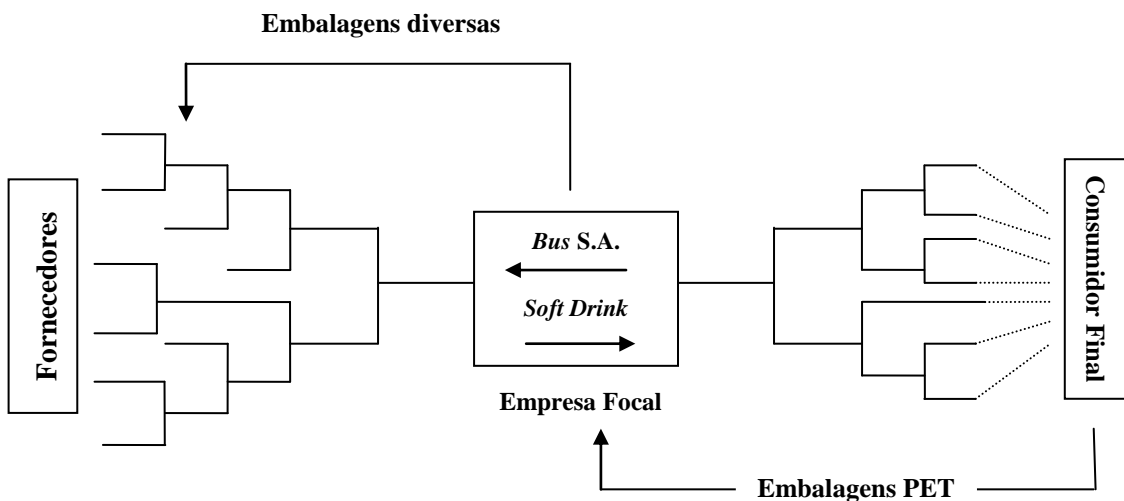 Embalagens diversas
Fornecedores
Bus S.A.
Soft Drink
Empresa Focal
Consumidor Final
Embalagens PET